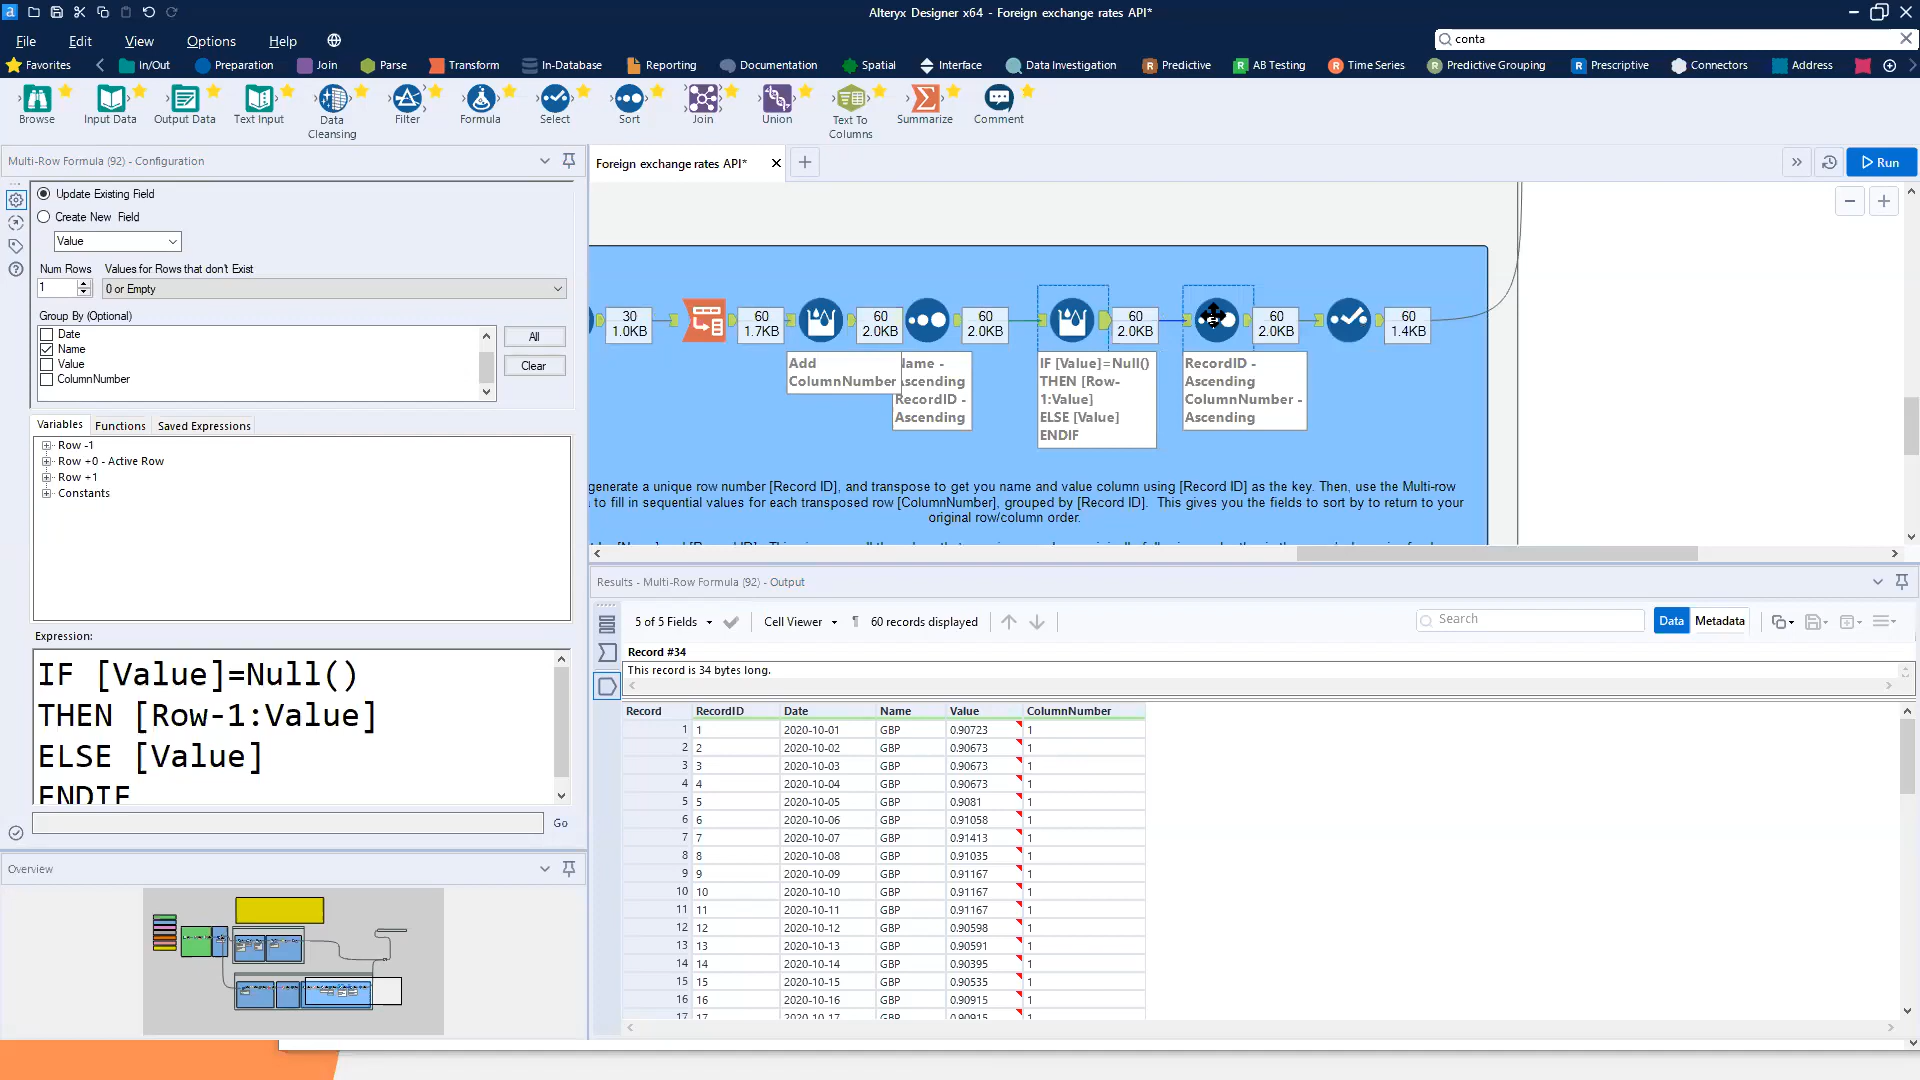 Alteryx Designer x64 - Foreign exchange rates API*
File Edit View Options Help
conta
Favorites In/Out Preparation Join Parse Transform In-Database Reporting Documentation Spatial Interface Data Investigation Predictive AB Testing Time Series Predictive Grouping Prescriptive Connectors Address
Browse Input Data Output Data Text Input Data Cleansing Filter Formula Select Sort Join Union Text To Columns Summarize Comment
Multi-Row Formula (92) - Configuration
Foreign exchange rates API*
Run
Update Existing Field
Create New Field
Value
Num Rows Values for Rows that don't Exist
1 0 or Empty
Group By (Optional)
Date
Name
Value
ColumnNumber
All
Clear
Variables Functions Saved Expressions
Row -1
Row +0 - Active Row
Row +1
Constants
Expression:
IF [Value]=Null()
THEN [Row-1:Value]
ELSE [Value]
ENDIF
Go
Overview
30
1.0KB
60
1.7KB
60
2.0KB
60
2.0KB
60
2.0KB
60
2.0KB
60
1.4KB
Add
ColumnNumber
Ascending
RecordID -
Ascending
IF [Value]=Null()
THEN [Row-
1:Value]
ELSE [Value]
ENDIF
RecordID -
Ascending
ColumnNumber -
Ascending
generate a unique row number [Record ID], and transpose to get you name and value column using [Record ID] as the key. Then, use the Multi-row
to fill in sequential values for each transposed row [ColumnNumber], grouped by [Record ID]. This gives you the fields to sort by to return to your
original row/column order.
Results - Multi-Row Formula (92) - Output
5 of 5 Fields Cell Viewer 60 records displayed Search Data Metadata
Record #34
This record is 34 bytes long.
Record RecordID Date Name Value ColumnNumber
1 1 2020-10-01 GBP 0.90723 1
2 2 2020-10-02 GBP 0.90673 1
3 3 2020-10-03 GBP 0.90673 1
4 4 2020-10-04 GBP 0.90673 1
5 5 2020-10-05 GBP 0.9081 1
6 6 2020-10-06 GBP 0.91058 1
7 7 2020-10-07 GBP 0.91413 1
8 8 2020-10-08 GBP 0.91035 1
9 9 2020-10-09 GBP 0.91167 1
10 10 2020-10-10 GBP 0.91167 1
11 11 2020-10-11 GBP 0.91167 1
12 12 2020-10-12 GBP 0.90598 1
13 13 2020-10-13 GBP 0.90591 1
14 14 2020-10-14 GBP 0.90395 1
15 15 2020-10-15 GBP 0.90535 1
16 16 2020-10-16 GBP 0.90915 1
17 17 2020-10-17 GBP 0.90915 1